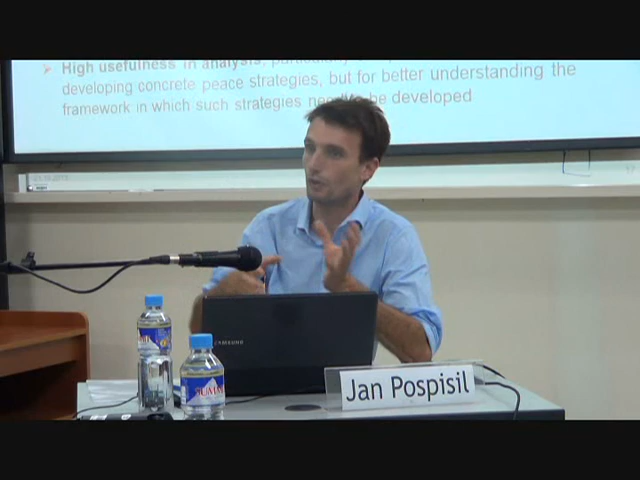 High usefulness in analysis,
developing concrete peace strategies, but for better understanding the
framework in which such strategies need to be developed
SAMSUNG
Jan Pospisil